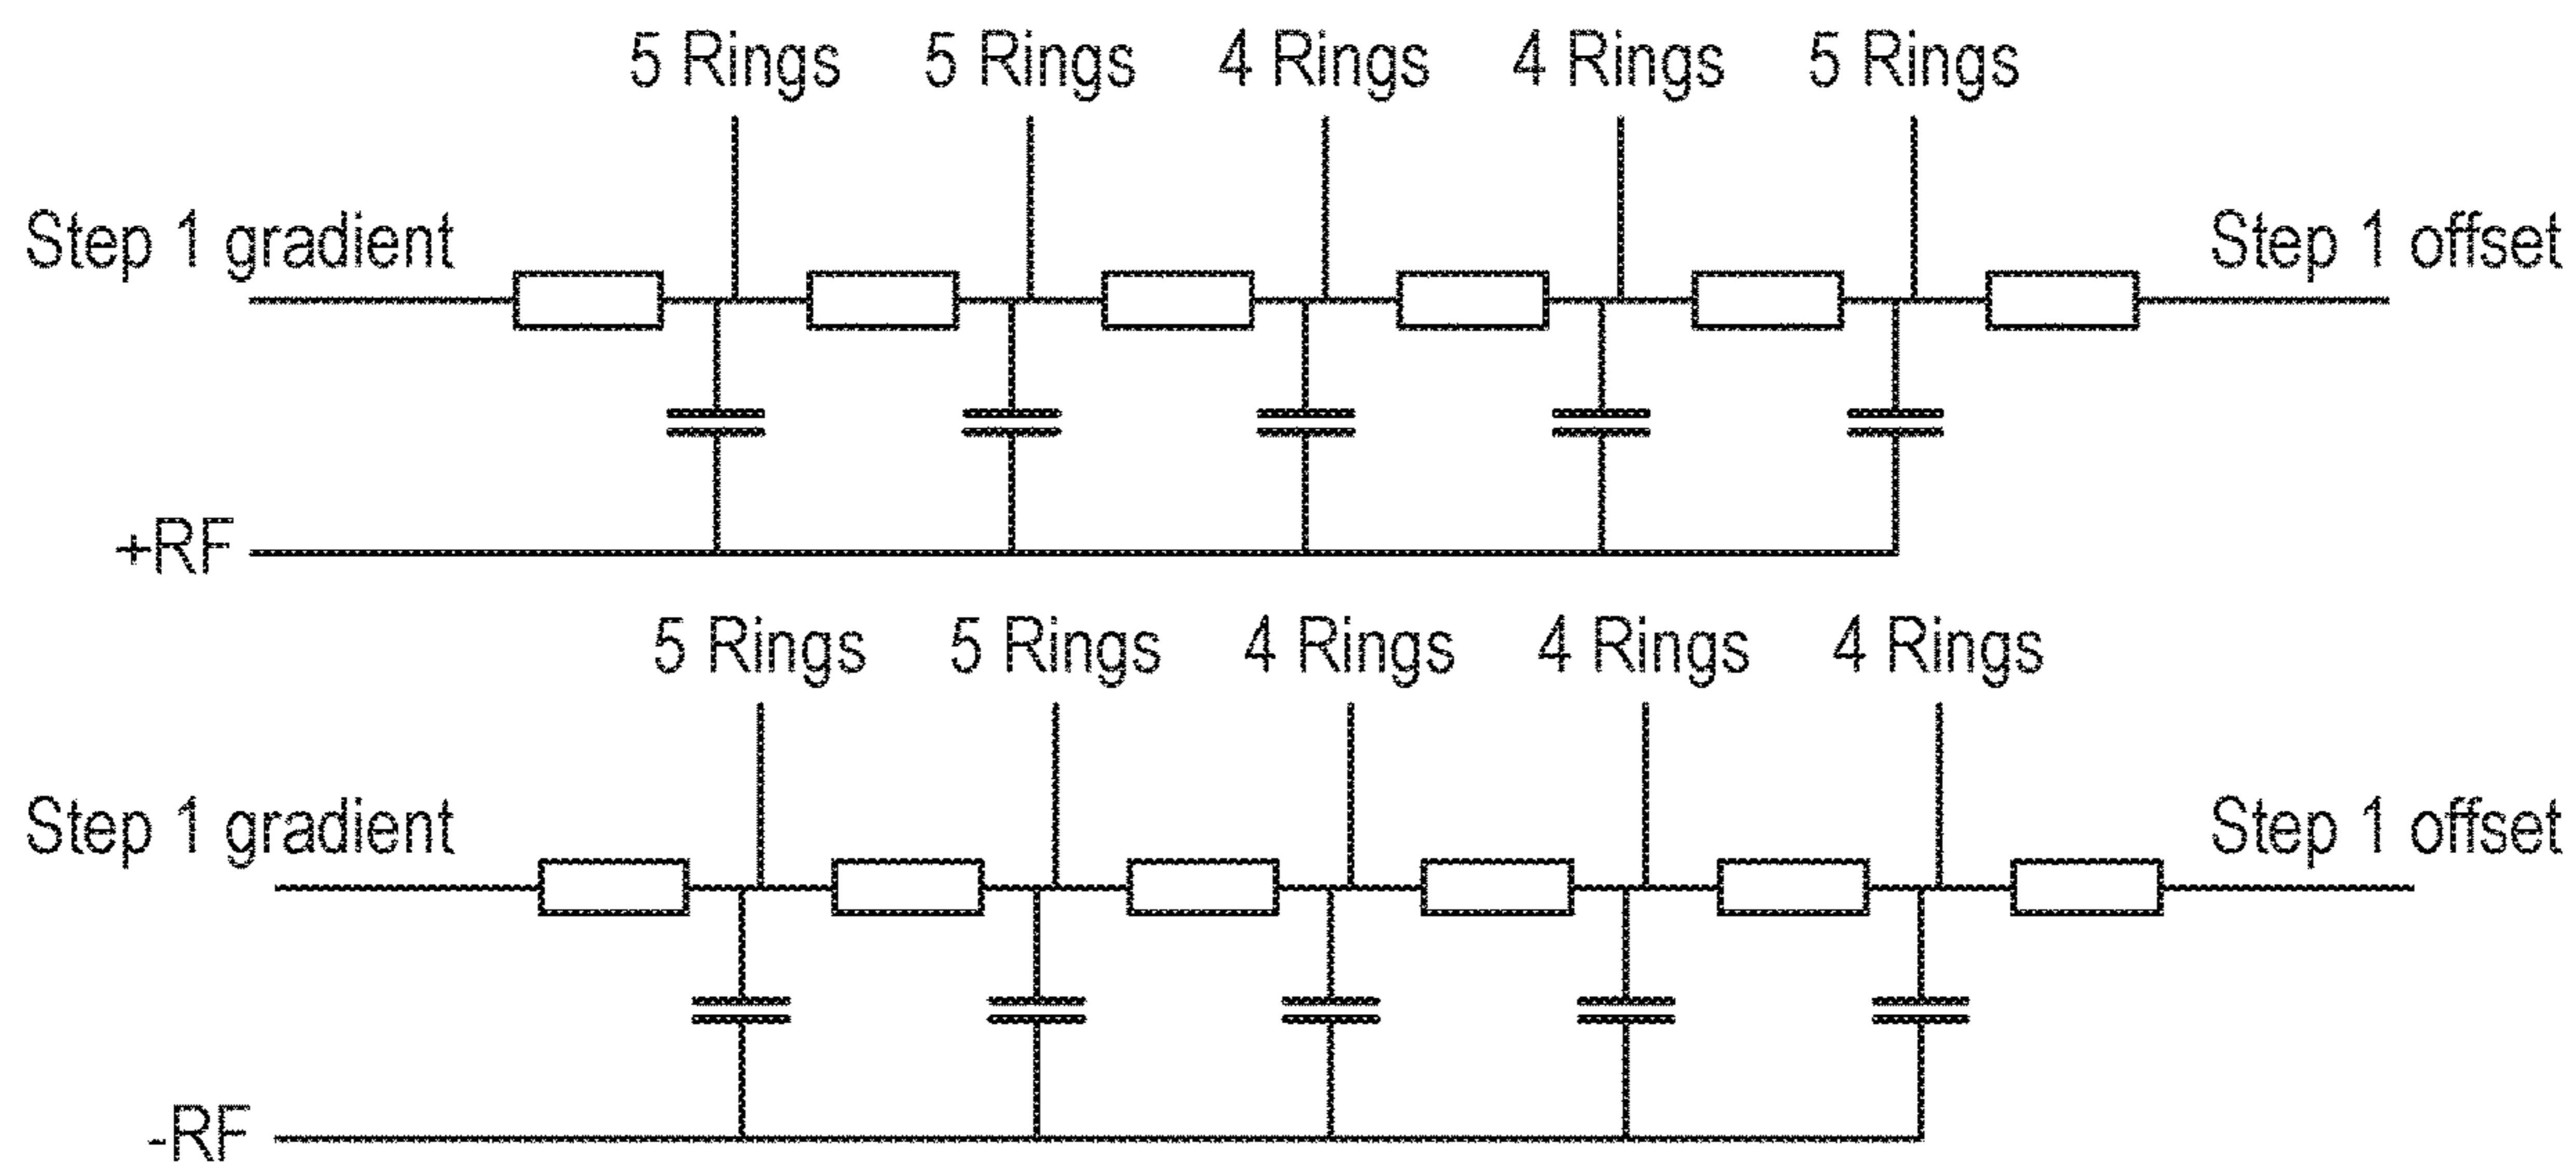 5 Rings 5 Rings 4 Rings 4 Rings 5 Rings
Step 1 gradient Step 1 offset
+RF
5 Rings 5 Rings 4 Rings 4 Rings 4 Rings
Step 1 gradient Step 1 offset
-RF